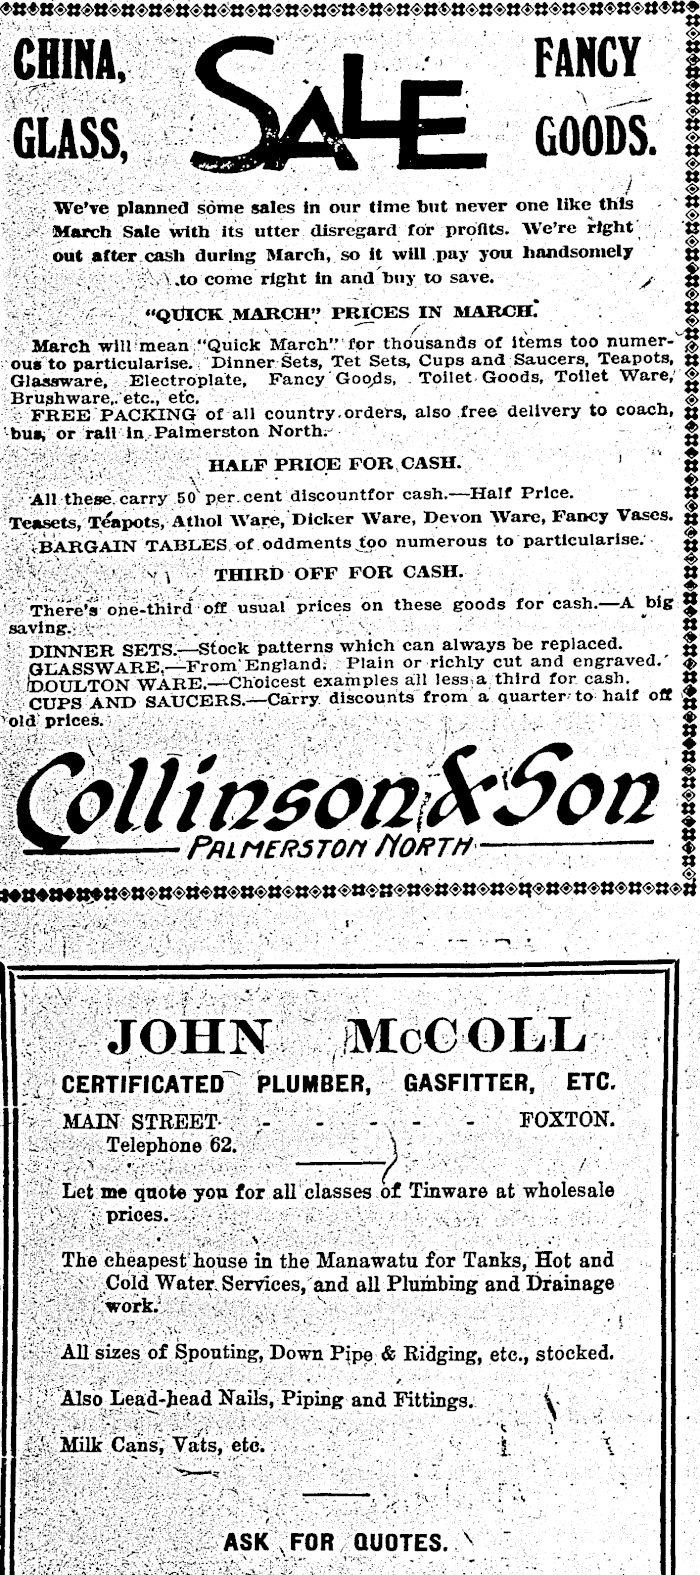 CHINA, SALE FANCY
GLASS, GOODS.
We've planned some sales in our time but never one like this
March Sale with its utter disregard for profits. We're right
out after cash during March, so it will pay you handsomely
to come right in and buy to save.
"QUICK MARCH" PRICES IN MARCH.
March will mean "Quick March" for thousands of items too numer-
ous to particularise. Dinner Sets, Tet Sets, Cups and Saucers, Teapots,
Glassware, Electroplate, Fancy Goods, Toilet Goods, Toilet Ware,
Brushware, etc., etc.
FREE PACKING of all country orders, also free delivery to coach,
bus, or rail in Palmerston North.
HALF PRICE FOR CASH.
All these carry 50 per cent discountfor cash.—Half Price.
Teasets, Teapots, Athol Ware, Dicker Ware, Devon Ware, Fancy Vases.
BARGAIN TABLES of oddments too numerous to particularise.
THIRD OFF FOR CASH.
There's one-third off usual prices on these goods for cash.—A big
saving.
DINNER SETS.—Stock patterns which can always be replaced.
GLASSWARE.—From England. Plain or richly cut and engraved.
DOULTON WARE.—Choicest examples all less a third for cash.
CUPS AND SAUCERS.—Carry discounts from a quarter to half off
old prices.
Collinson & Son
PALMERSTON NORTH
JOHN McCOLL
CERTIFICATED PLUMBER, GASFITTER, ETC.
MAIN STREET - - - - - FOXTON.
Telephone 62.
Let me quote you for all classes of Tinware at wholesale
prices.
The cheapest house in the Manawatu for Tanks, Hot and
Cold Water Services, and all Plumbing and Drainage
work.
All sizes of Spouting, Down Pipe & Ridging, etc., stocked.
Also Lead-head Nails, Piping and Fittings.
Milk Cans, Vats, etc.
ASK FOR QUOTES.